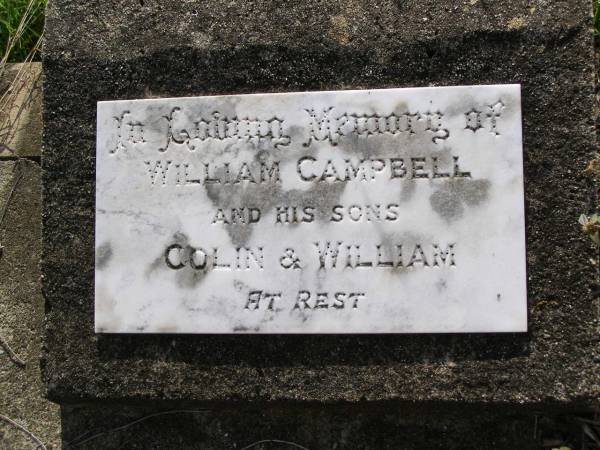 In Loving Memory of
WILLIAM CAMPBELL
AND HIS SONS
COLIN & WILLIAM
AT REST